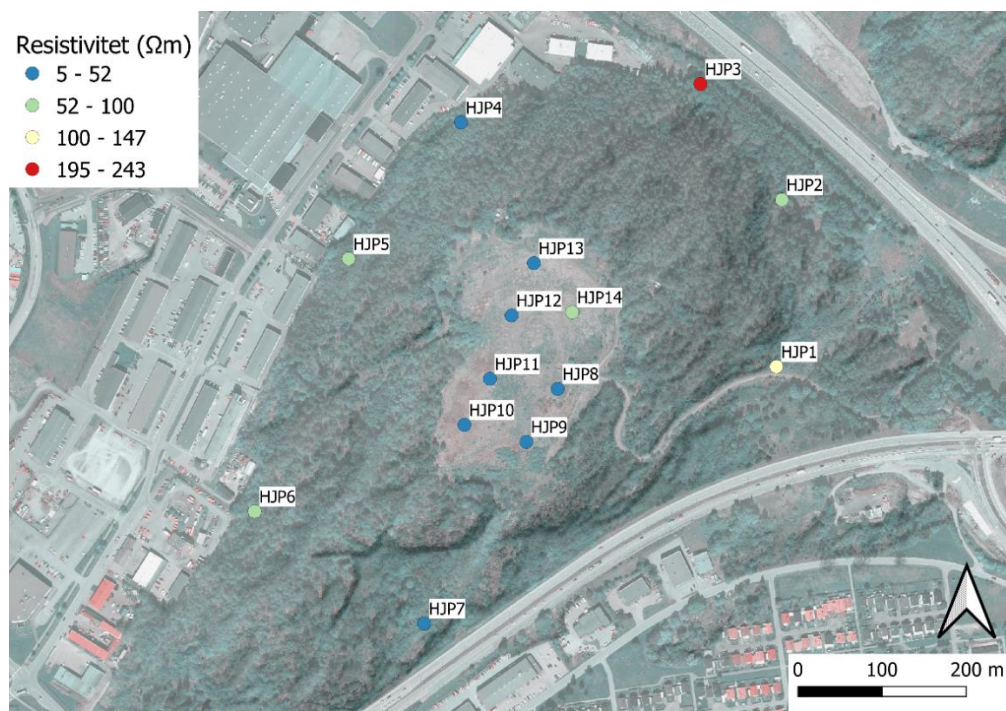 Resistivitet (Ωm)
5 - 52
52 - 100
100 - 147
195 - 243
HJP3
HJP4
HJP2
HJP5
HJP13
HJP14
HJP12
HJP1
HJP11
HJP8
HJP10
HJP9
HJP6
HJP7
0 100 200 m